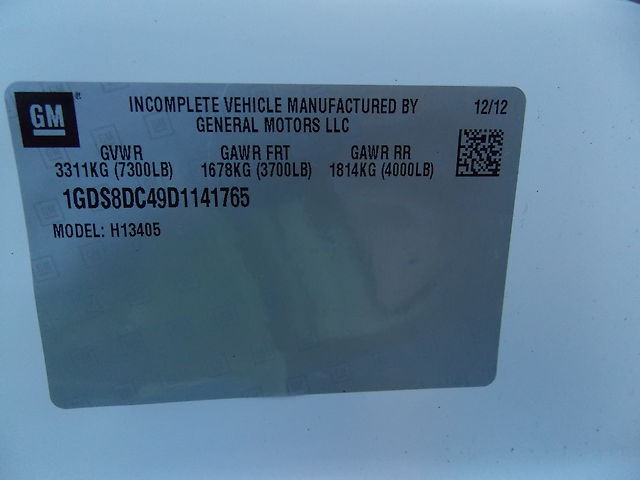 GM
INCOMPLETE VEHICLE MANUFACTURED BY 12/12
GENERAL MOTORS LLC
GVWR GAWR FRT GAWR RR
3311KG (7300LB) 1678KG (3700LB) 1814KG (4000LB)
1GDS8DC49D1141765
MODEL: H13405